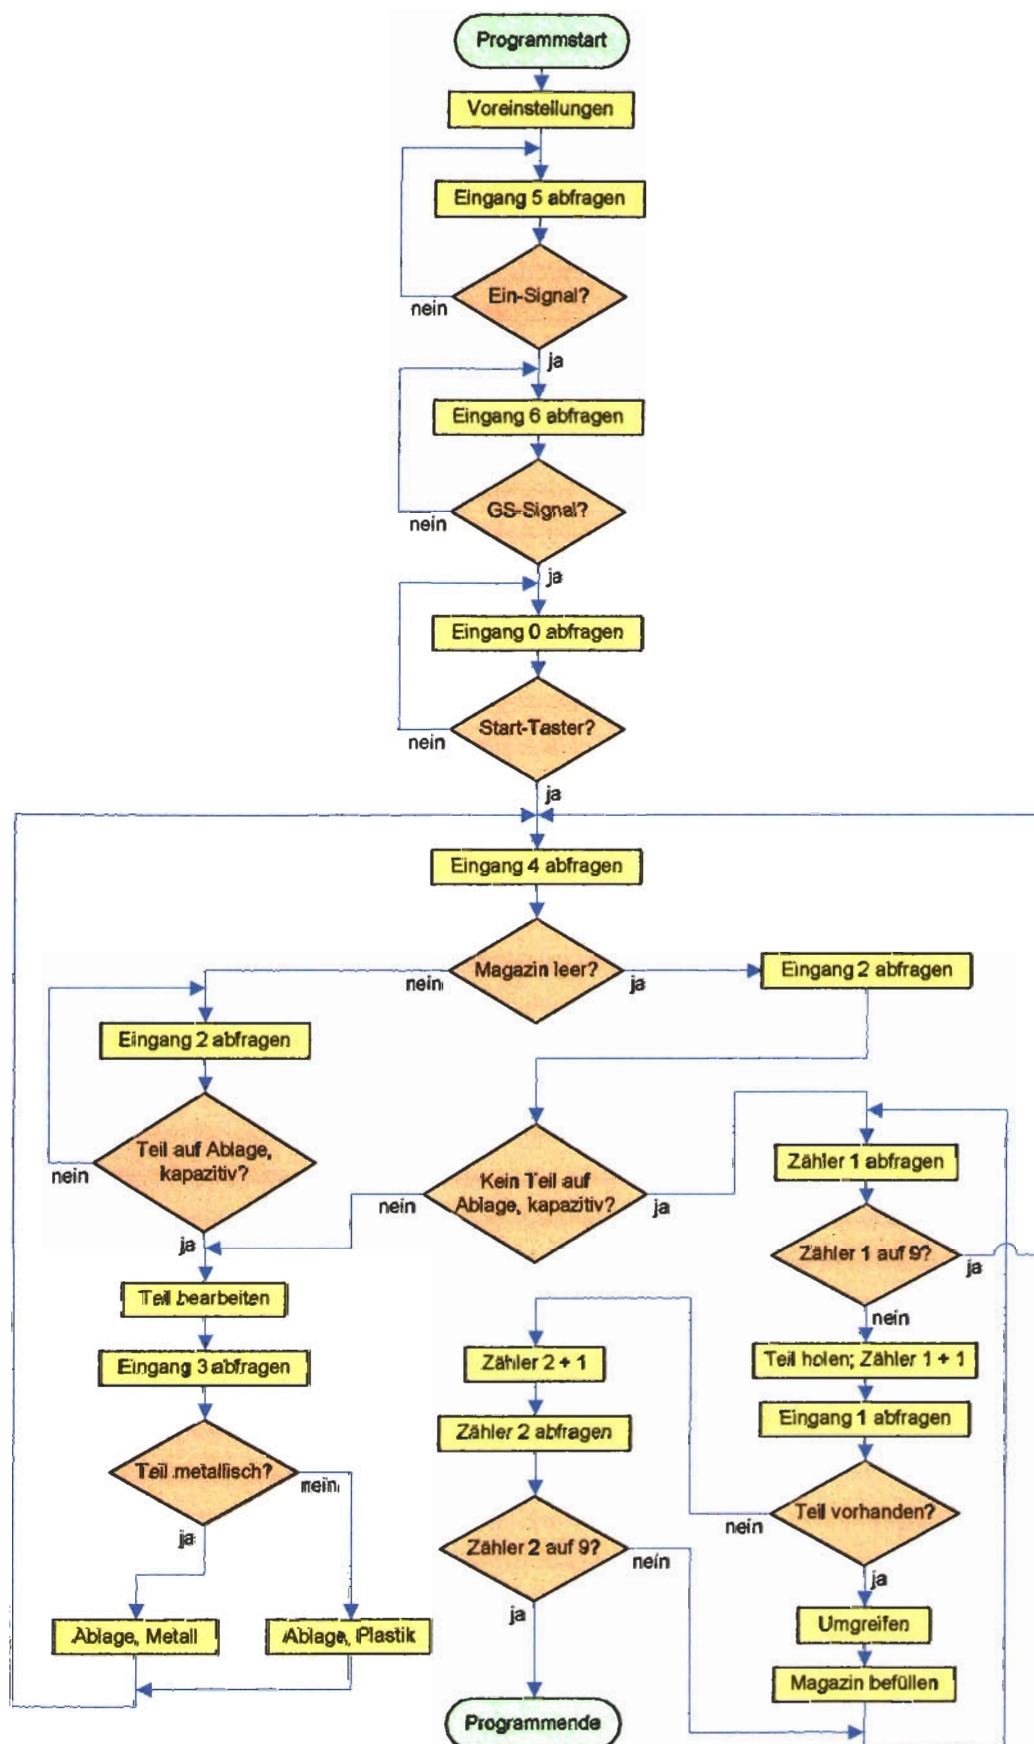 Programmstart
Voreinstellungen
Eingang 5 abfragen
Ein-Signal?
nein
ja
Eingang 6 abfragen
GS-Signal?
nein
ja
Eingang 0 abfragen
Start-Taster?
nein
ja
Eingang 4 abfragen
Magazin leer?
nein
ja
Eingang 2 abfragen
Eingang 2 abfragen
Teil auf Ablage,
kapazitiv?
nein
ja
Kein Teil auf
Ablage, kapazitiv?
nein
ja
Zähler 1 abfragen
Zähler 1 auf 9?
ja
nein
Teil bearbeiten
Eingang 3 abfragen
Teil metallisch?
nein
ja
Ablage, Metall
Ablage, Plastik
Zähler 2 + 1
Zähler 2 abfragen
Zähler 2 auf 9?
nein
ja
Programmende
Teil holen; Zähler 1 + 1
Eingang 1 abfragen
Teil vorhanden?
nein
ja
Umgreifen
Magazin befüllen